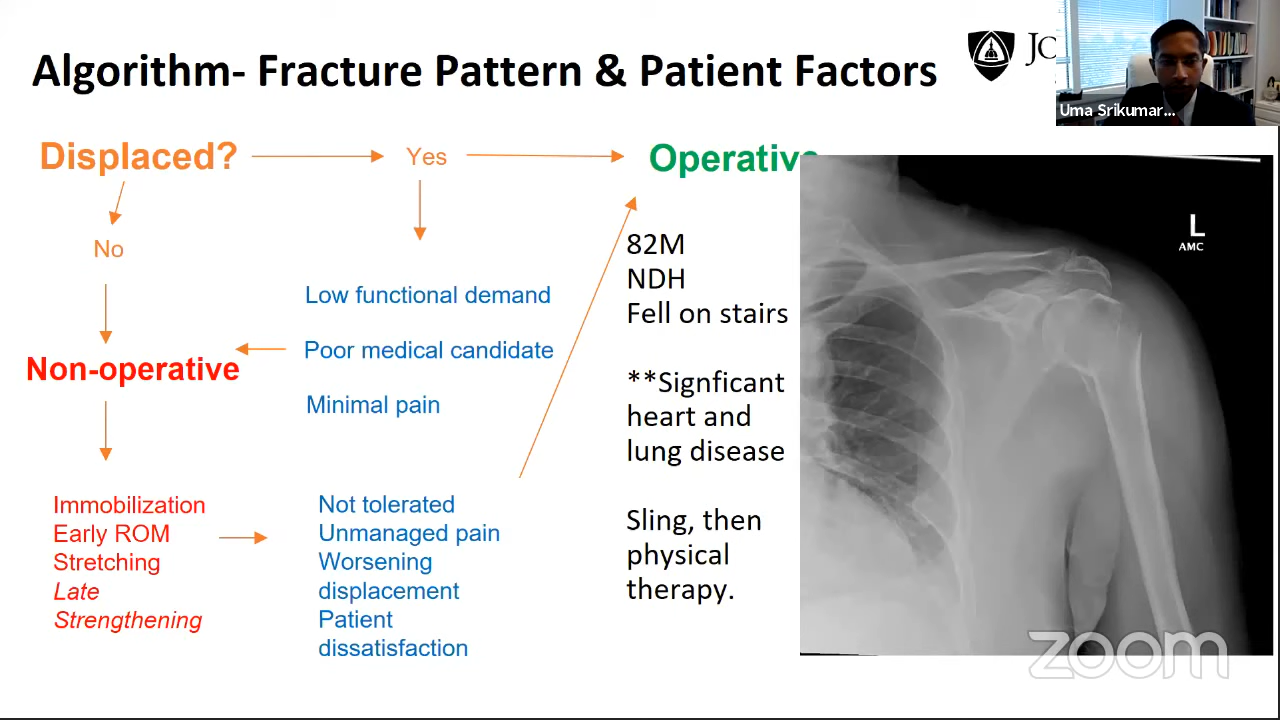 Algorithm- Fracture Pattern & Patient Factors
JO
Uma Srikumar...
Displaced?
Yes
Operative
No
Low functional demand
Poor medical candidate
Minimal pain
Non-operative
Immobilization
Early ROM
Stretching
Late
Strengthening
Not tolerated
Unmanaged pain
Worsening
displacement
Patient
dissatisfaction
82M
NDH
Fell on stairs
**Signficant
heart and
lung disease
Sling, then
physical
therapy.
L
AMC
zoom